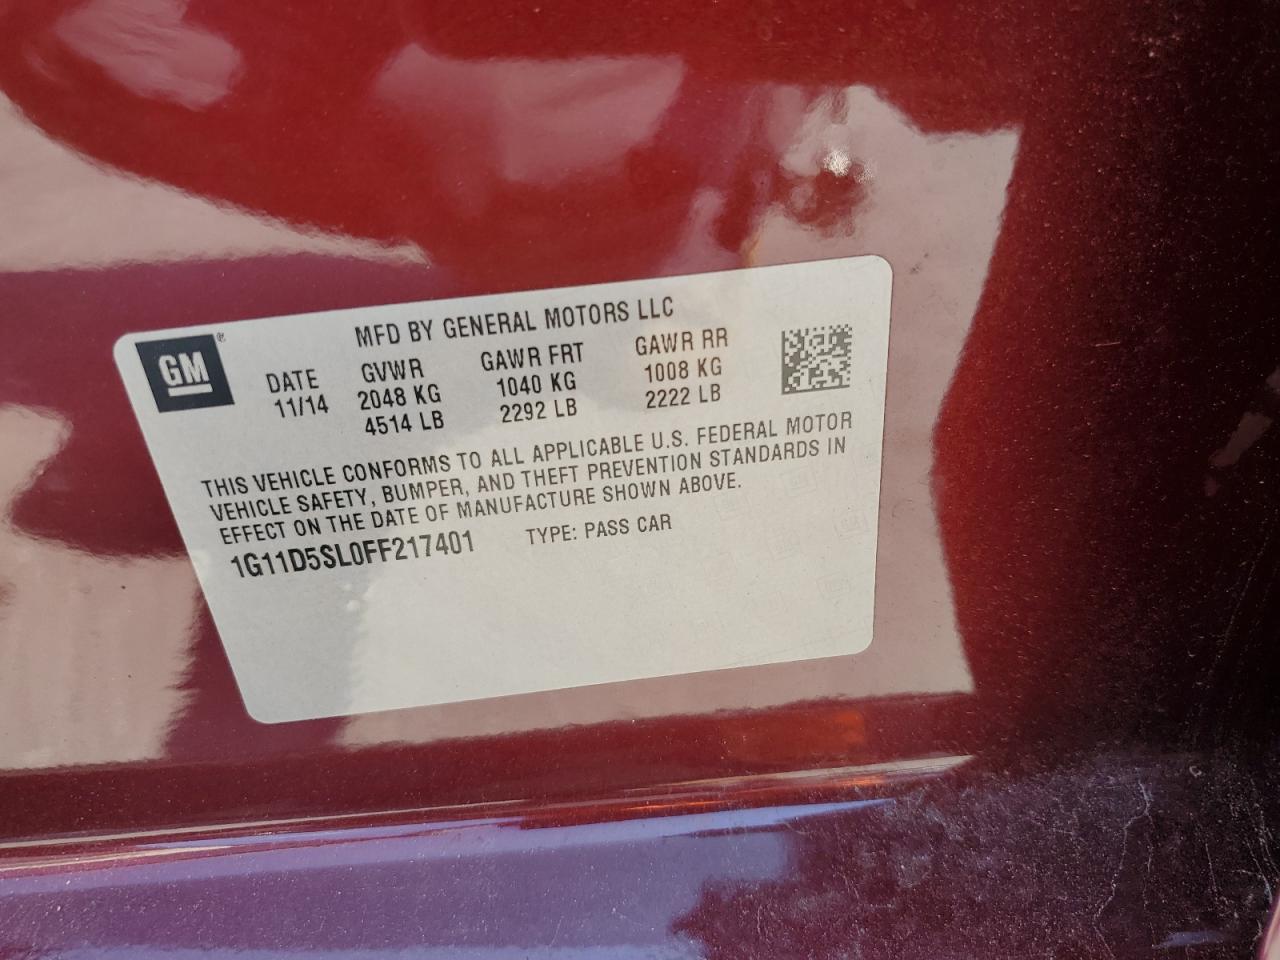 MFD BY GENERAL MOTORS LLC
GM®
DATE GVWR GAWR FRT GAWR RR
11/14 2048 KG 1040 KG 1008 KG
4514 LB 2292 LB 2222 LB
THIS VEHICLE CONFORMS TO ALL APPLICABLE U.S. FEDERAL MOTOR
VEHICLE SAFETY, BUMPER, AND THEFT PREVENTION STANDARDS IN
EFFECT ON THE DATE OF MANUFACTURE SHOWN ABOVE.
1G11D5SL0FF217401 TYPE: PASS CAR